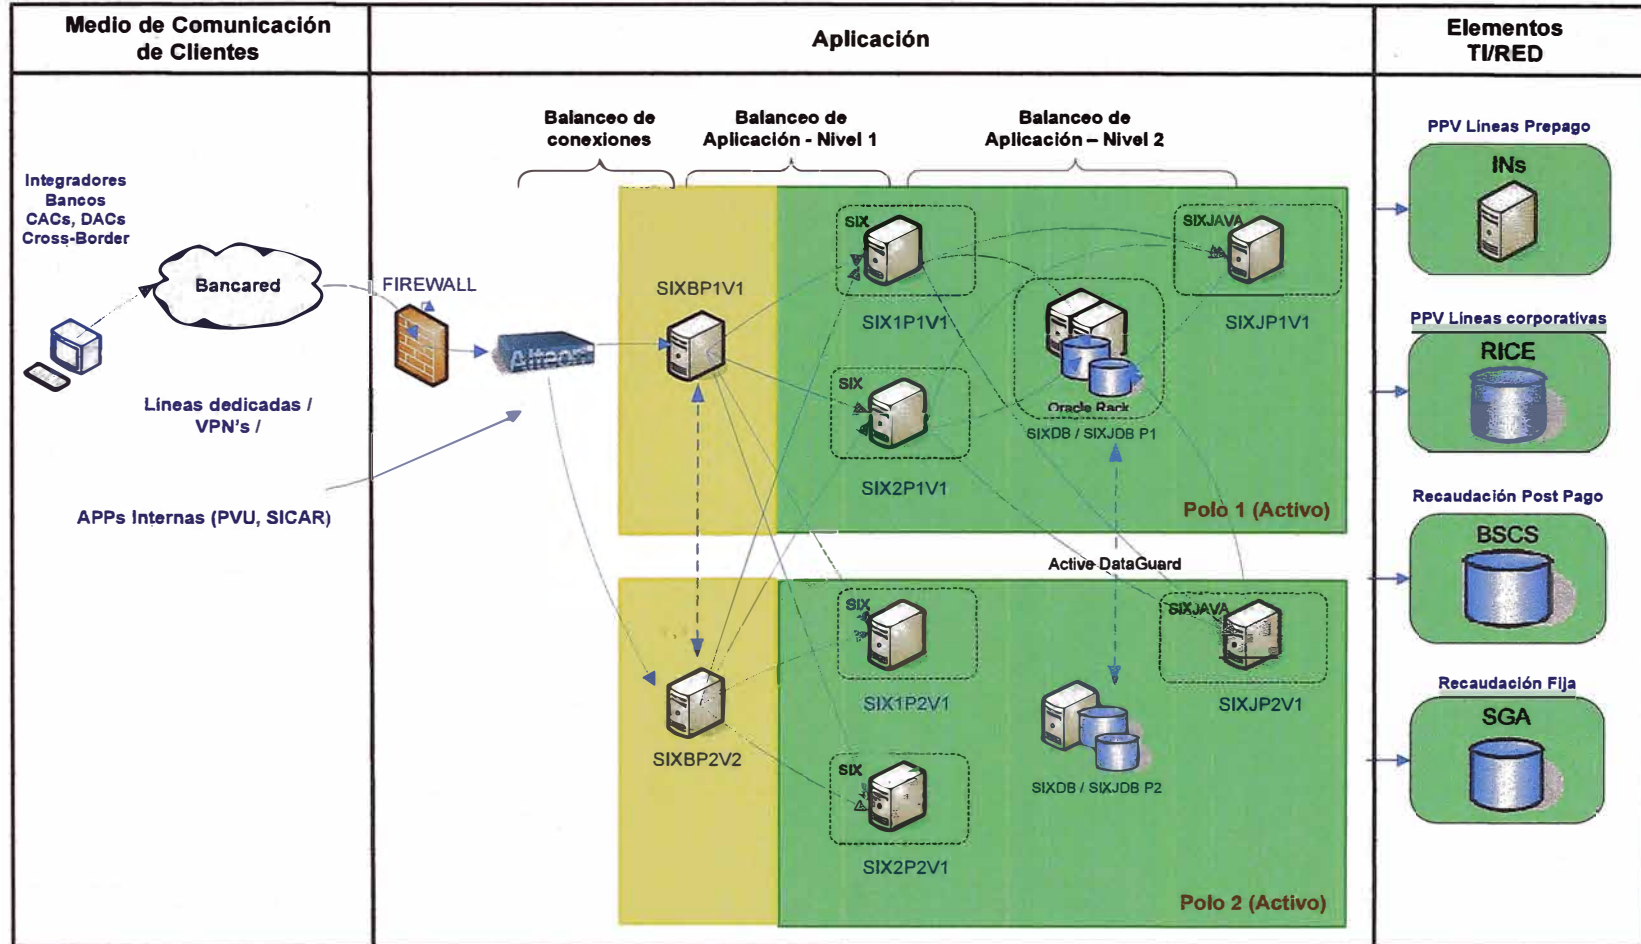 Medio de Comunicación
de Clientes
Aplicación
Elementos
TI/RED
Integradores
Bancos
CACs, DACs
Cross-Border
Bancared
Líneas dedicadas /
VPN's /
APPs Internas (PVU, SICAR)
FIREWALL
Alteon
Balanceo de
conexiones
Balanceo de
Aplicación - Nivel 1
Balanceo de
Aplicación – Nivel 2
SIXBP1V1
SIX
SIX1P1V1
SIX
SIX2P1V1
Oracle Rack
SIXDB / SIXJDB P1
SIXJAVA
SIXJP1V1
Polo 1 (Activo)
Active DataGuard
SIXBP2V2
SIX
SIX1P2V1
SIX
SIX2P2V1
SIXDB / SIXJDB P2
SIXJAVA
SIXJP2V1
Polo 2 (Activo)
PPV Líneas Prepago
INs
PPV Líneas corporativas
RICE
Recaudación Post Pago
BSCS
Recaudación Fija
SGA